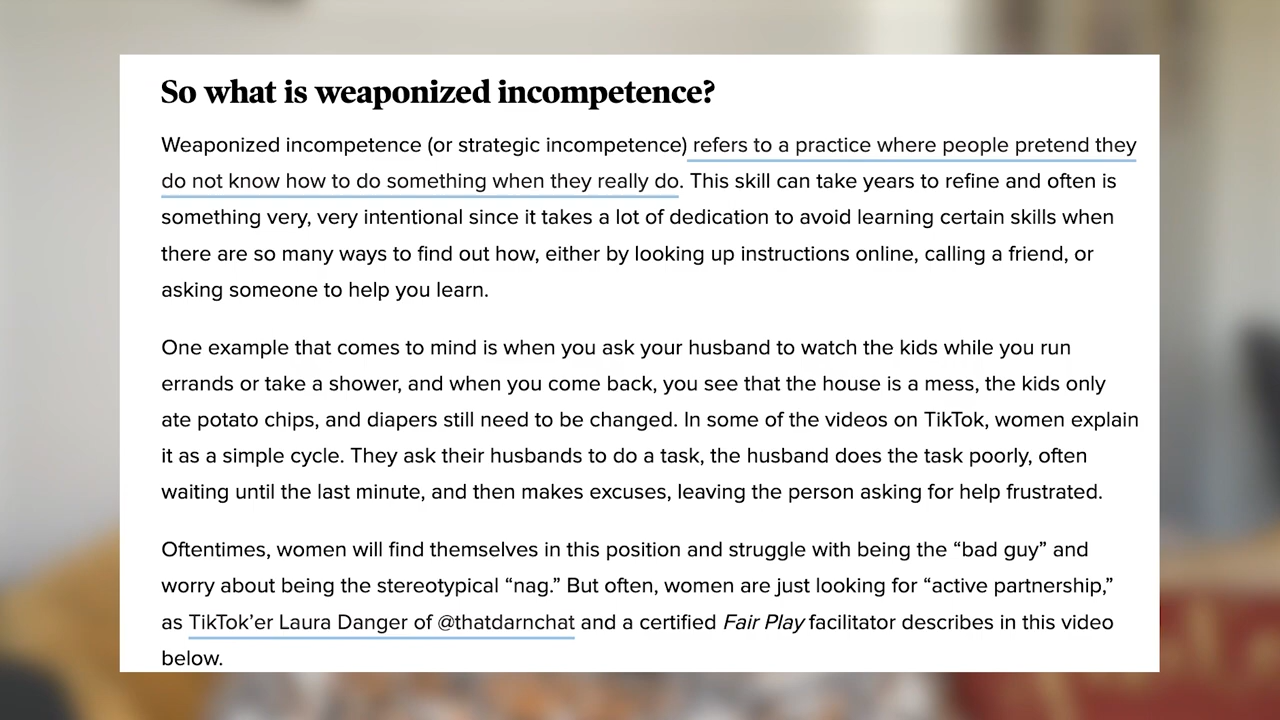 So what is weaponized incompetence?
Weaponized incompetence (or strategic incompetence) refers to a practice where people pretend they
do not know how to do something when they really do. This skill can take years to refine and often is
something very, very intentional since it takes a lot of dedication to avoid learning certain skills when
there are so many ways to find out how, either by looking up instructions online, calling a friend, or
asking someone to help you learn.
One example that comes to mind is when you ask your husband to watch the kids while you run
errands or take a shower, and when you come back, you see that the house is a mess, the kids only
ate potato chips, and diapers still need to be changed. In some of the videos on TikTok, women explain
it as a simple cycle. They ask their husbands to do a task, the husband does the task poorly, often
waiting until the last minute, and then makes excuses, leaving the person asking for help frustrated.
Oftentimes, women will find themselves in this position and struggle with being the “bad guy” and
worry about being the stereotypical “nag.” But often, women are just looking for “active partnership,”
as TikTok’er Laura Danger of @thatdarnchat and a certified Fair Play facilitator describes in this video
below.